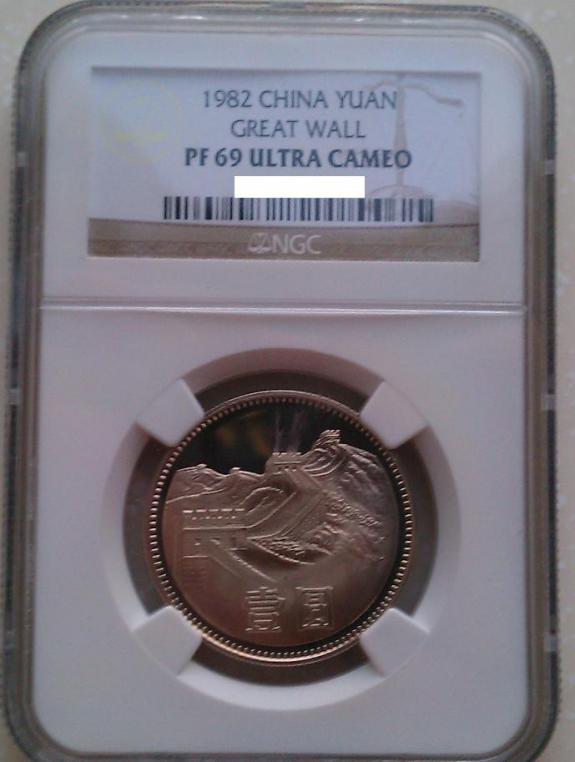 1982 CHINA YUAN
GREAT WALL
PF 69 ULTRA CAMEO
NGC
壹圆